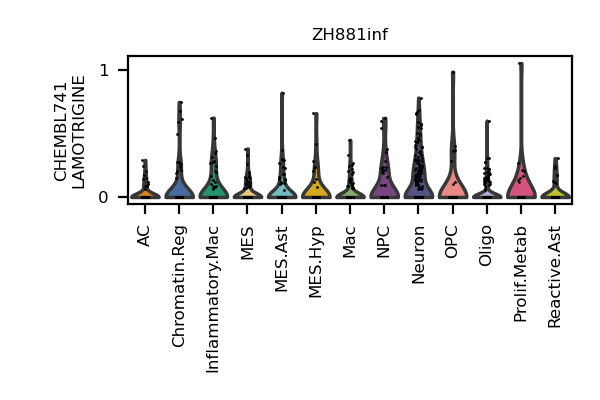 ZH881inf
CHEMBL741
LAMOTRIGINE
1
0
AC
Chromatin.Reg
Inflammatory.Mac
MES
MES.Ast
MES.Hyp
Mac
NPC
Neuron
OPC
Oligo
Prolif.Metab
Reactive.Ast